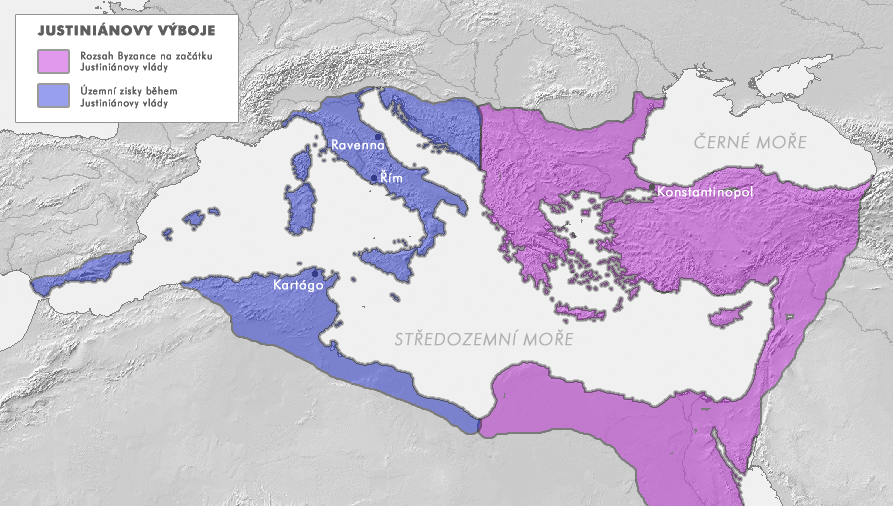 JUSTINIÁNOVY VÝBOJE
Rozsah Byzance na začátku
Justiniánovy vlády
Územní zisky během
Justiniánovy vlády
ČERNÉ MOŘE
Ravenna
Řím
Konstantinopol
Kartágo
STŘEDOZEMNÍ MOŘE